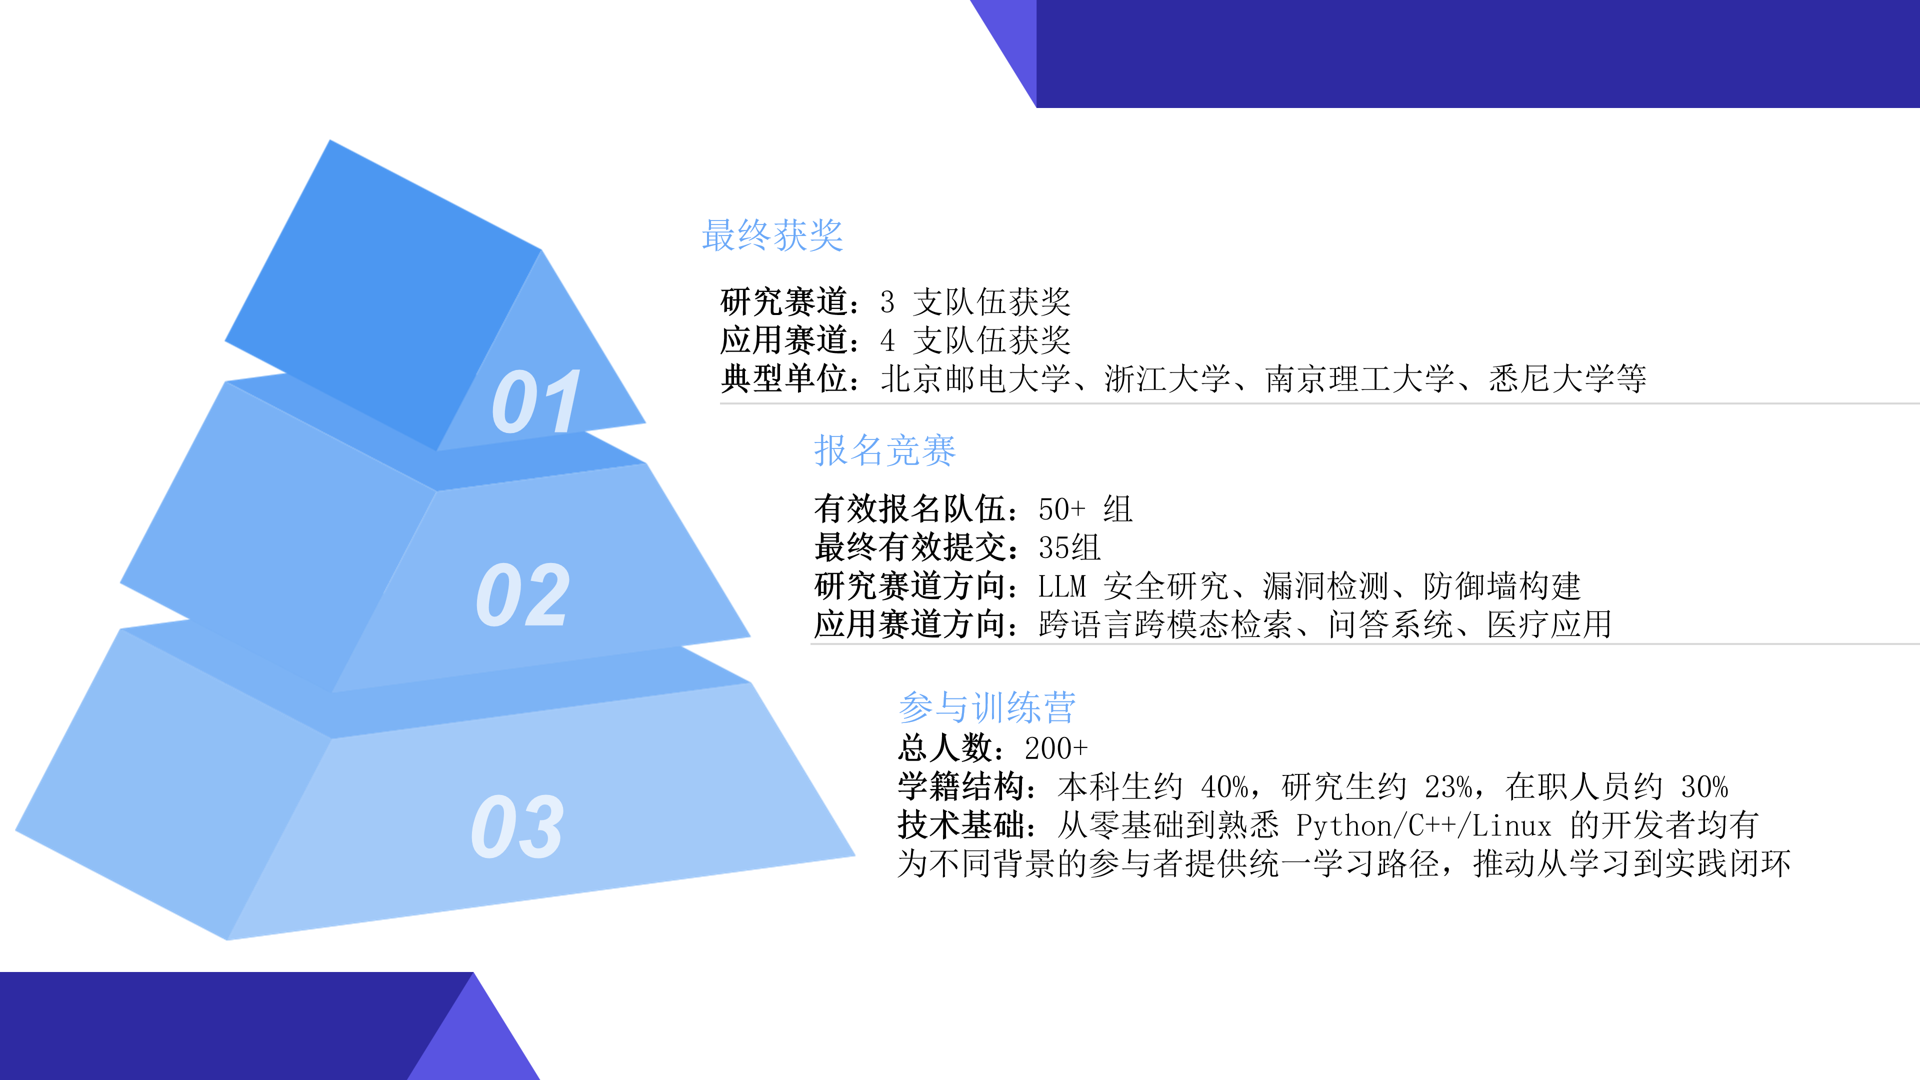 01
最终获奖
研究赛道：3 支队伍获奖
应用赛道：4 支队伍获奖
典型单位：北京邮电大学、浙江大学、南京理工大学、悉尼大学等
02
报名竞赛
有效报名队伍：50+ 组
最终有效提交：35组
研究赛道方向：LLM 安全研究、漏洞检测、防御墙构建
应用赛道方向：跨语言跨模态检索、问答系统、医疗应用
03
参与训练营
总人数：200+
学籍结构：本科生约 40%，研究生约 23%，在职人员约 30%
技术基础：从零基础到熟悉 Python/C++/Linux 的开发者均有
为不同背景的参与者提供统一学习路径，推动从学习到实践闭环